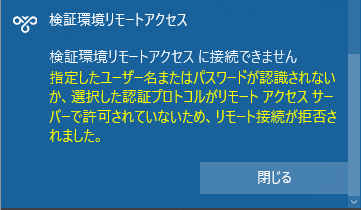 検証環境リモートアクセス
検証環境リモートアクセス に接続できません
指定したユーザー名またはパスワードが認識されない
か、選択した認証プロトコルがリモート アクセス サー
バーで許可されていないため、リモート接続が拒否さ
れました。
閉じる